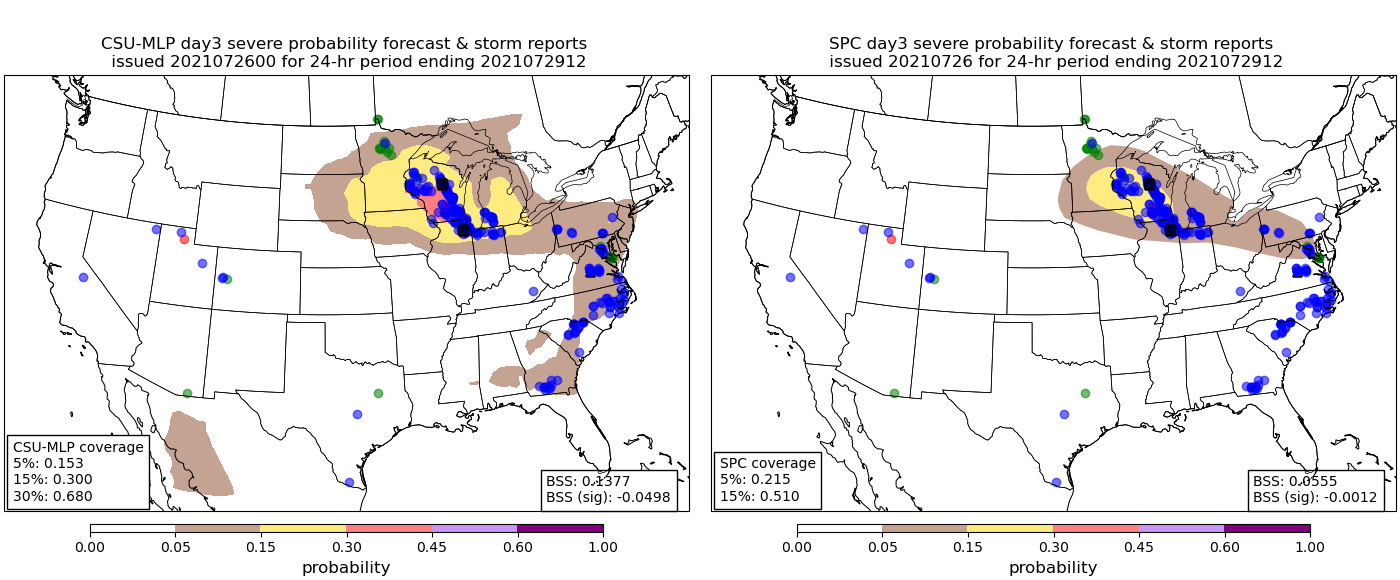 CSU-MLP day3 severe probability forecast & storm reports
issued 2021072600 for 24-hr period ending 2021072912
CSU-MLP coverage
5%: 0.153
15%: 0.300
30%: 0.680
BSS: 0.1377
BSS (sig): -0.0498
0.00 0.05 0.15 0.30 0.45 0.60 1.00
probability
SPC day3 severe probability forecast & storm reports
issued 20210726 for 24-hr period ending 2021072912
SPC coverage
5%: 0.215
15%: 0.510
BSS: 0.0555
BSS (sig): -0.0012
0.00 0.05 0.15 0.30 0.45 0.60 1.00
probability